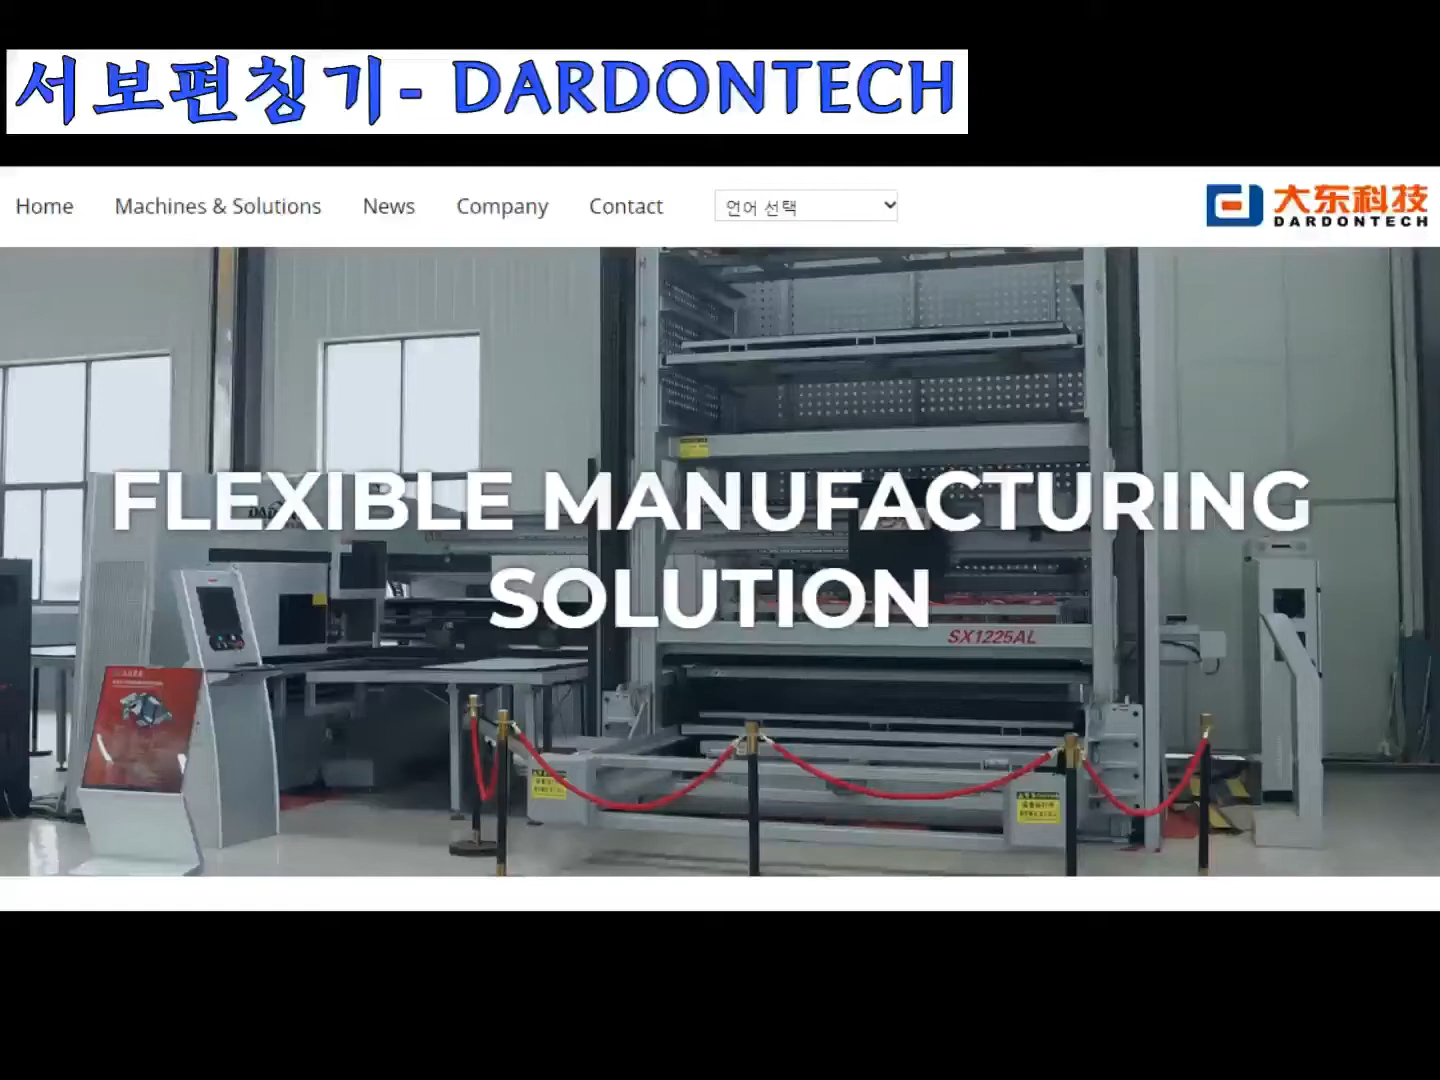 서보펀칭기- DARDONTECH
Home Machines & Solutions News Company Contact 언어 선택
大东科技
DARDONTECH
FLEXIBLE MANUFACTURING
SOLUTION
SX1225AL